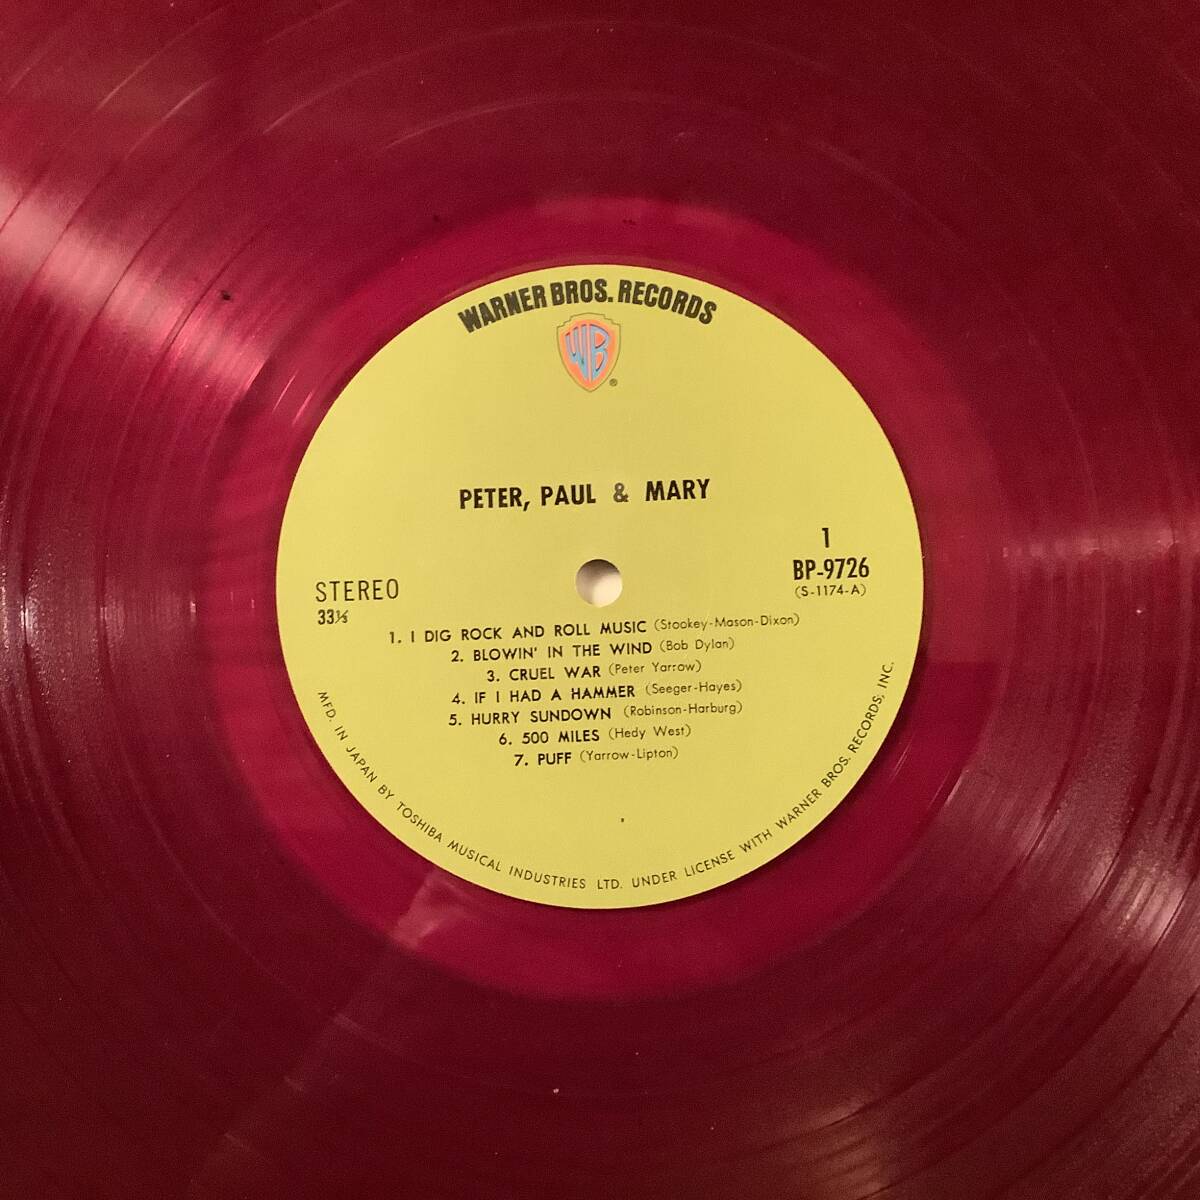 WARNER BROS. RECORDS
WB
®
PETER, PAUL & MARY
1
BP-9726
(S-1174-A)
STEREO
33⅓
1. I DIG ROCK AND ROLL MUSIC (Stookey-Mason-Dixon)
2. BLOWIN' IN THE WIND (Bob Dylan)
3. CRUEL WAR (Peter Yarrow)
4. IF I HAD A HAMMER (Seeger-Hayes)
5. HURRY SUNDOWN (Robinson-Harburg)
6. 500 MILES (Hedy West)
7. PUFF (Yarrow-Lipton)
MFD. IN JAPAN BY TOSHIBA MUSICAL INDUSTRIES LTD. UNDER LICENSE WITH WARNER BROS. RECORDS, INC.